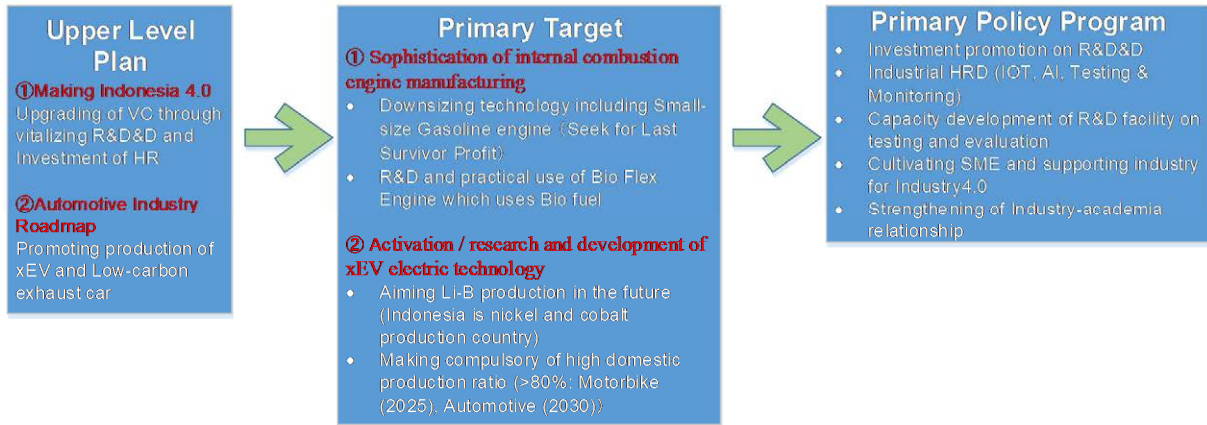 Upper Level
Plan
①Making Indonesia 4.0
Upgrading of VC through
vitalizing R&D&D and
Investment of HR
②Automotive Industry
Roadmap
Promoting production of
xEV and Low-carbon
exhaust car
Primary Target
① Sophistication of internal combustion
engine manufacturing
• Downsizing technology including Small-
size Gasoline engine（Seek for Last
Survivor Profit）
• R&D and practical use of Bio Flex
Engine which uses Bio fuel
② Activation / research and development of
xEV electric technology
• Aiming Li-B production in the future
(Indonesia is nickel and cobalt
production country)
• Making compulsory of high domestic
production ratio (>80%: Motorbike
(2025), Automotive (2030)）
Primary Policy Program
• Investment promotion on R&D&D
• Industrial HRD (IOT, AI, Testing &
Monitoring)
• Capacity development of R&D facility on
testing and evaluation
• Cultivating SME and supporting industry
for Industry4.0
• Strengthening of Industry-academia
relationship